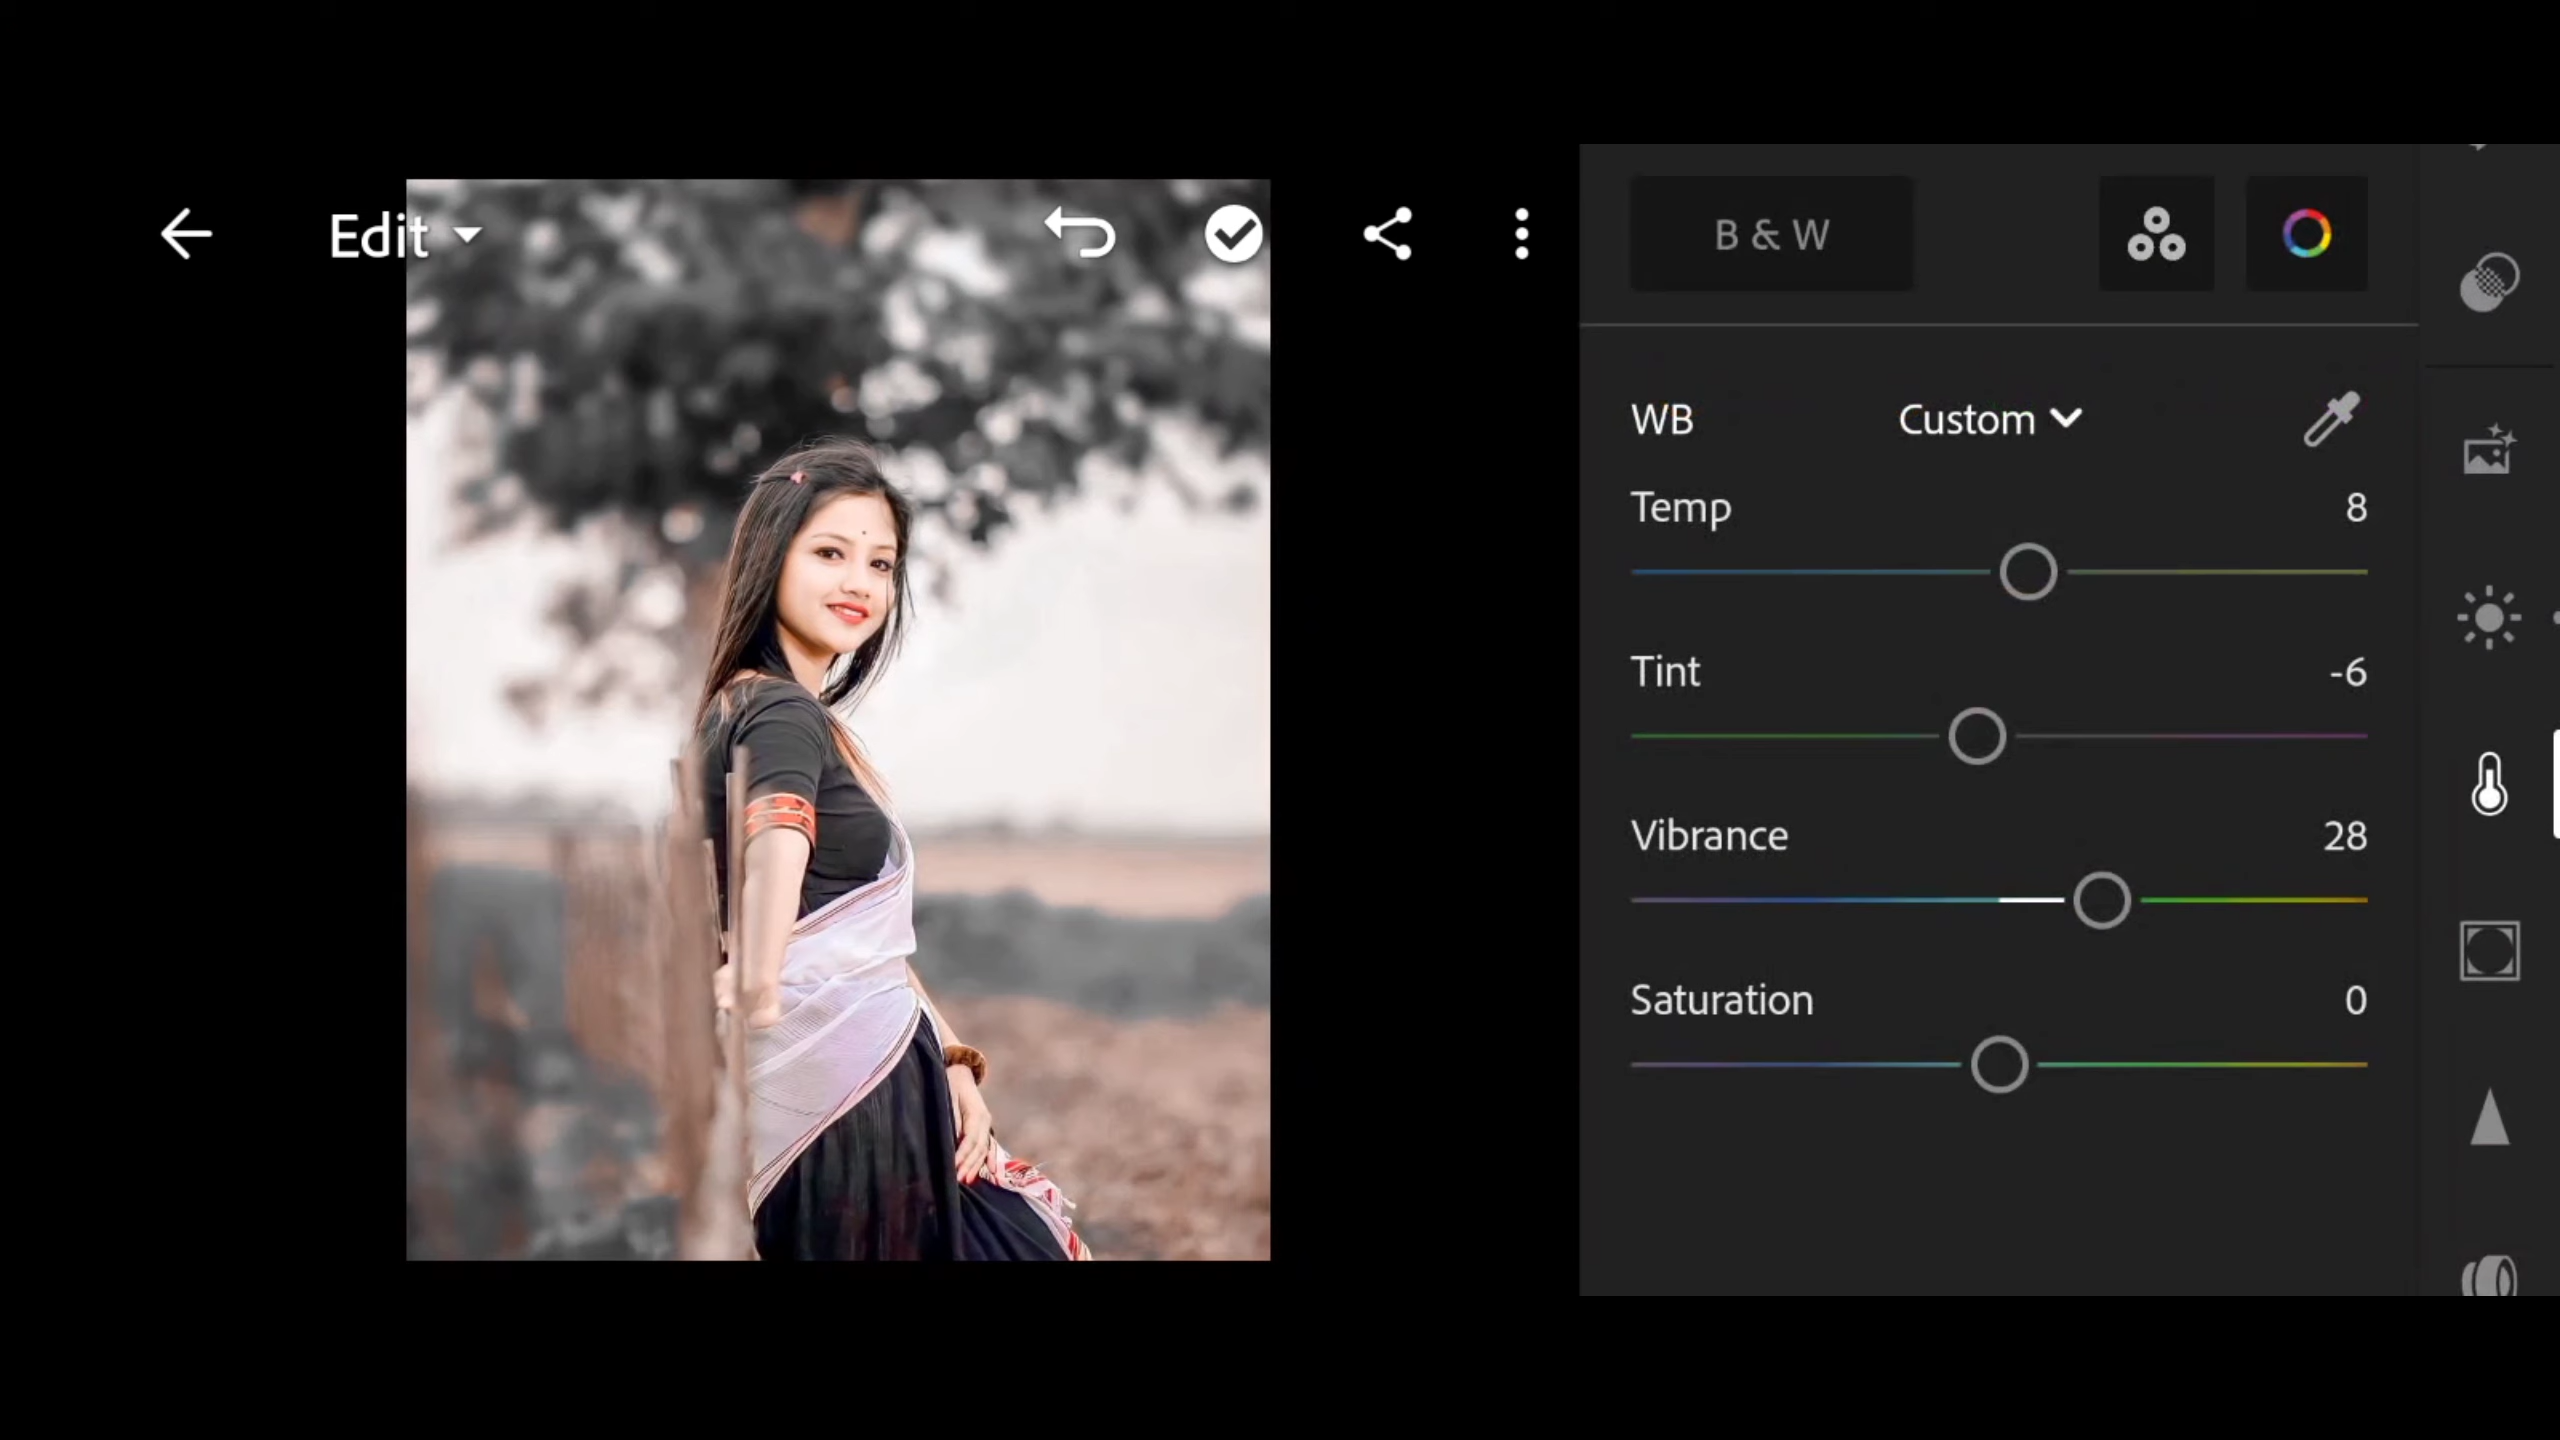 Edit
B & W
WB Custom
Temp 8
Tint -6
Vibrance 28
Saturation 0